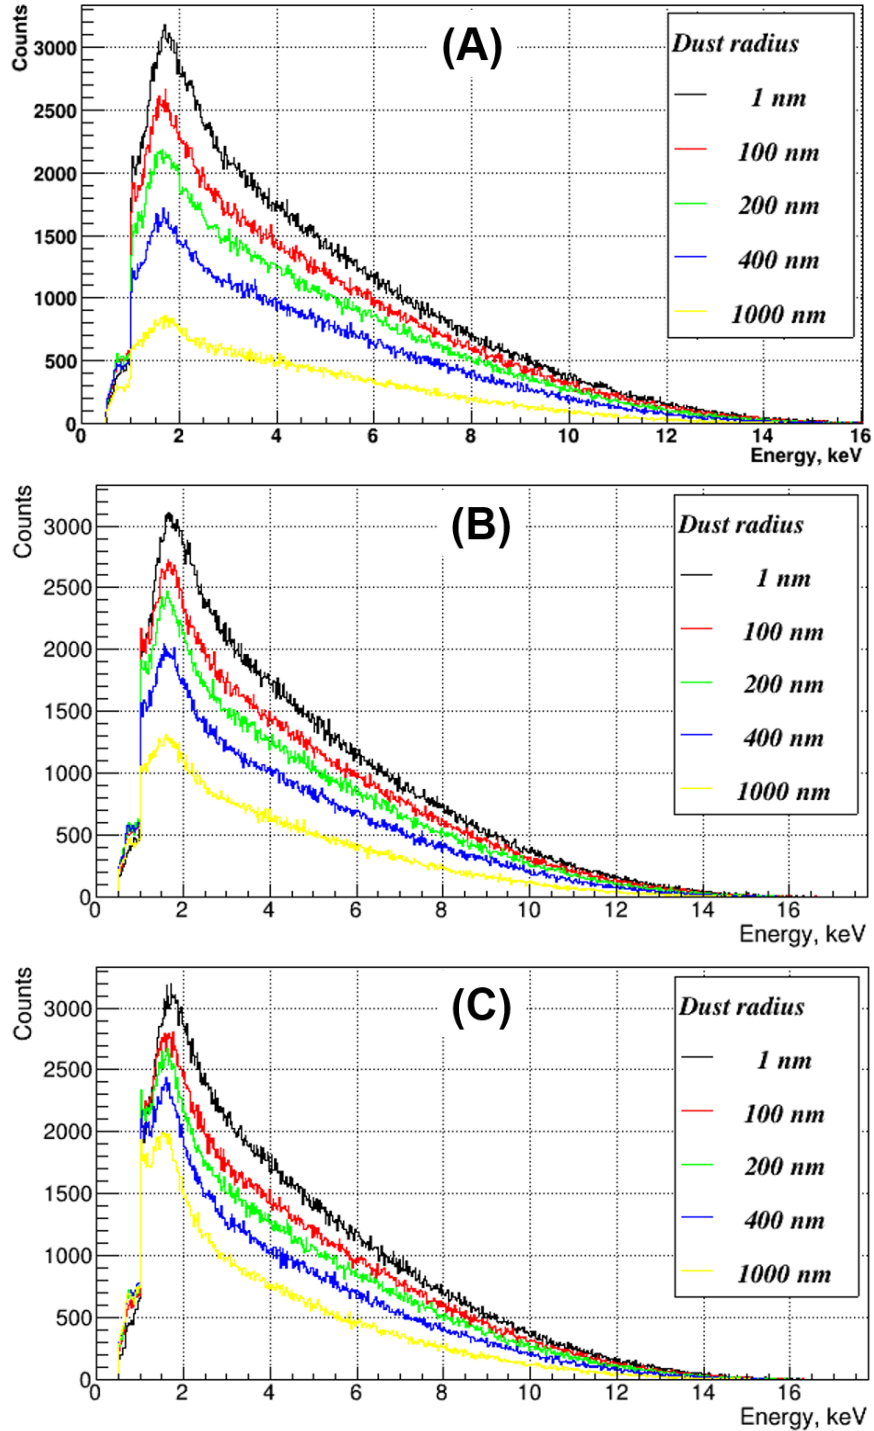 Counts
3000
2500
2000
1500
1000
500
0
0 2 4 6 8 10 12 14 16
Energy, keV
(A)
Dust radius
1 nm
100 nm
200 nm
400 nm
1000 nm
Counts
3000
2500
2000
1500
1000
500
0
0 2 4 6 8 10 12 14 16
Energy, keV
(B)
Dust radius
1 nm
100 nm
200 nm
400 nm
1000 nm
Counts
3000
2500
2000
1500
1000
500
0
0 2 4 6 8 10 12 14 16
Energy, keV
(C)
Dust radius
1 nm
100 nm
200 nm
400 nm
1000 nm